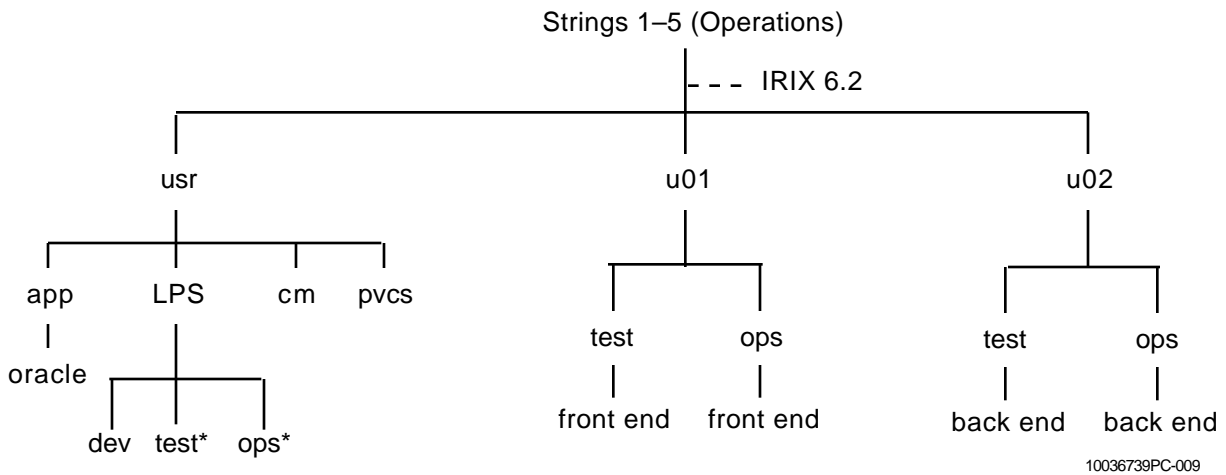 Strings 1–5 (Operations)
IRIX 6.2
usr u01 u02
app LPS cm pvcs
test ops test ops
oracle
front end front end back end back end
dev test* ops*
10036739PC-009